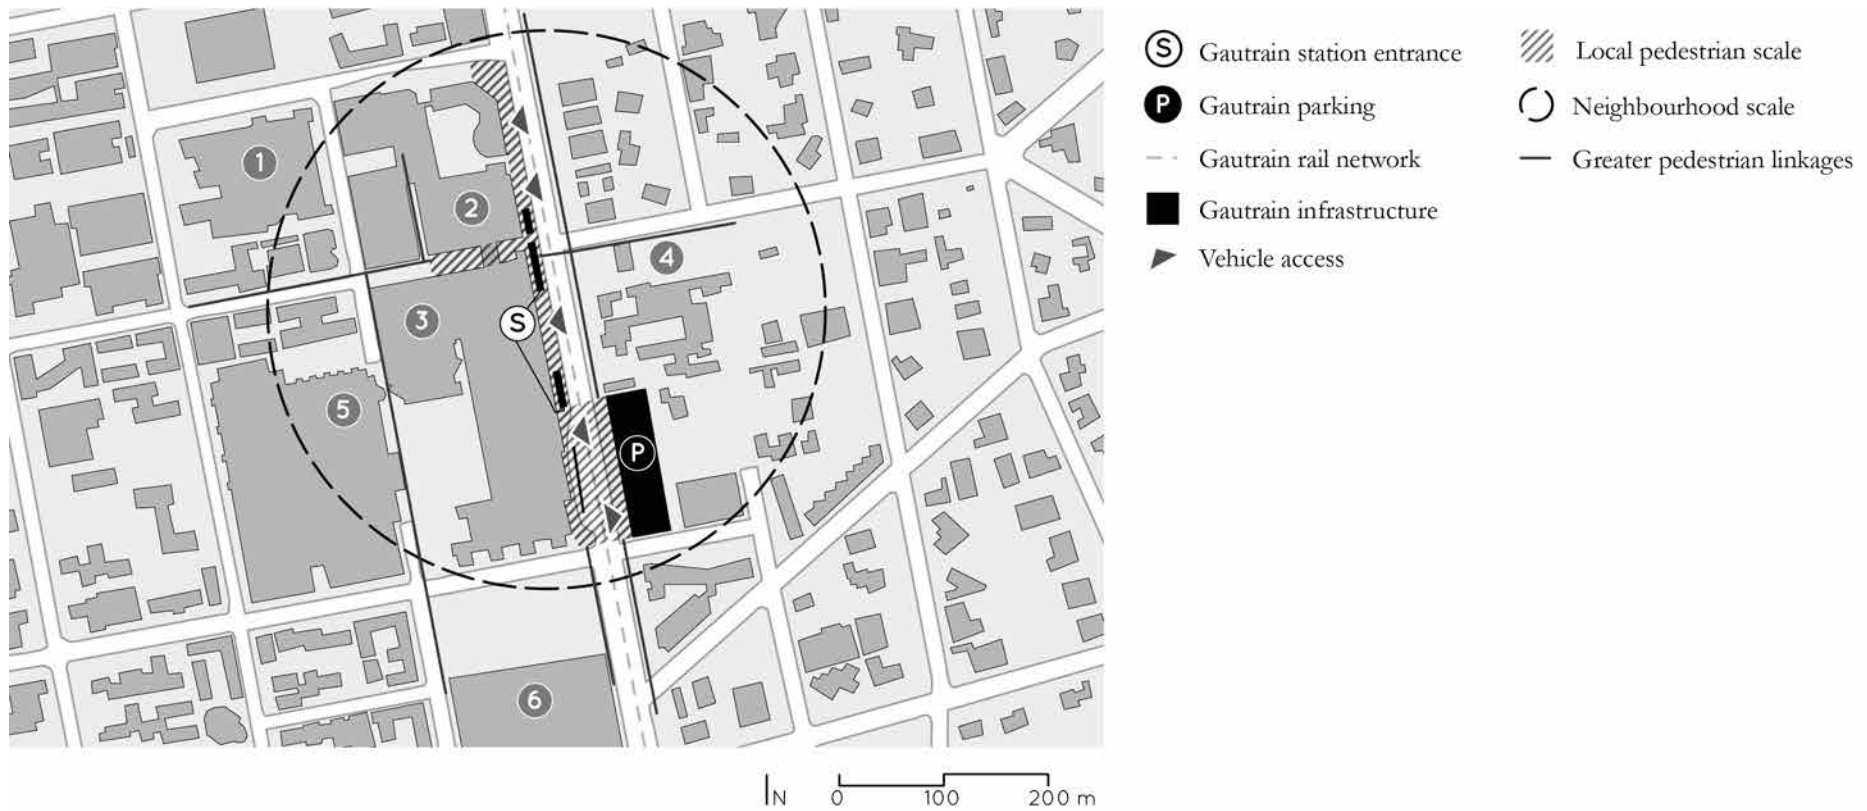 S Gautrain station entrance
P Gautrain parking
Gautrain rail network
Gautrain infrastructure
Vehicle access
Local pedestrian scale
Neighbourhood scale
Greater pedestrian linkages
1
2
4
3
S
5
P
6
N
0 100 200 m